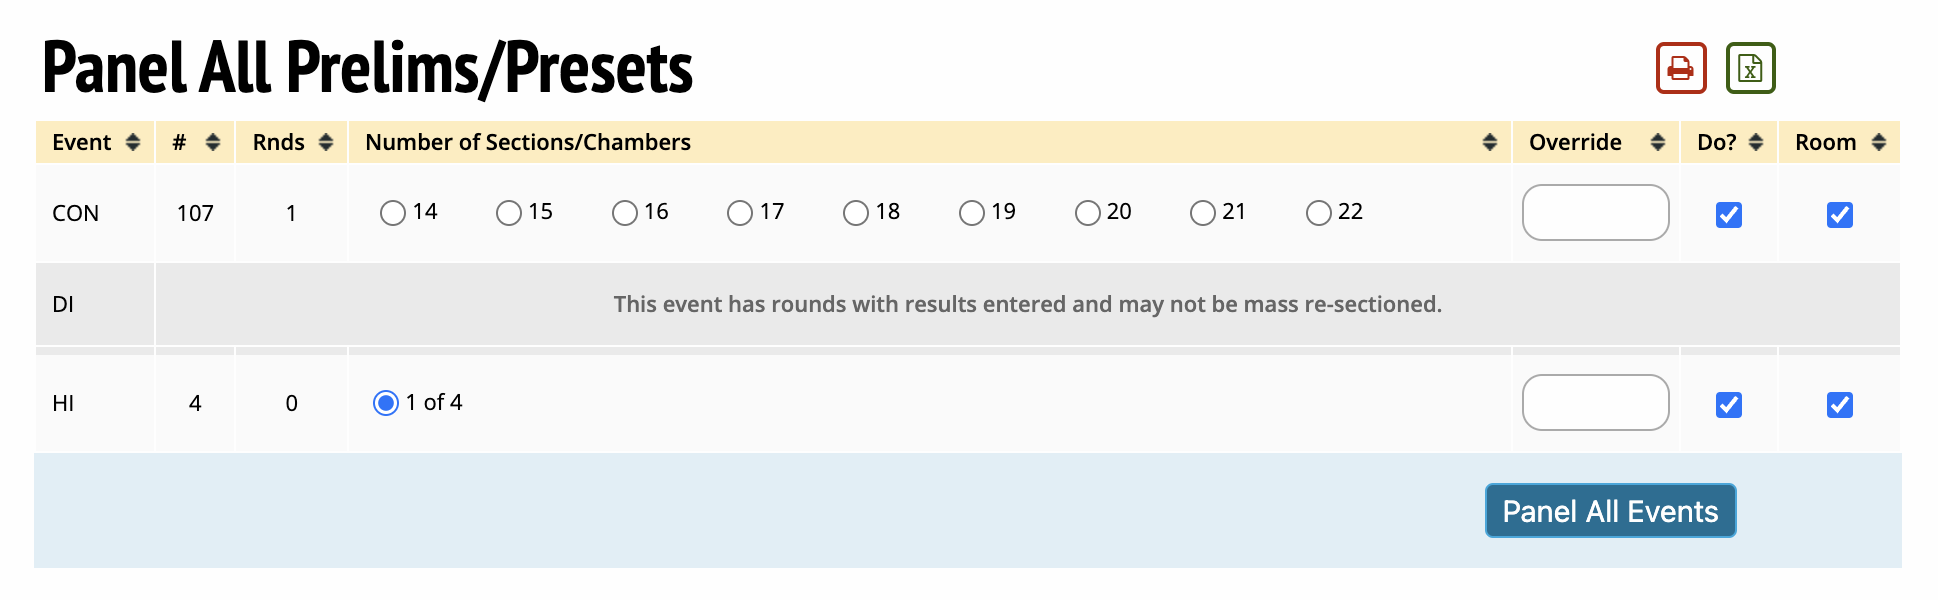 Panel All Prelims/Presets
Event # Rnds Number of Sections/Chambers Override Do? Room
CON 107 1 14 15 16 17 18 19 20 21 22
DI This event has rounds with results entered and may not be mass re-sectioned.
HI 4 0 1 of 4
Panel All Events